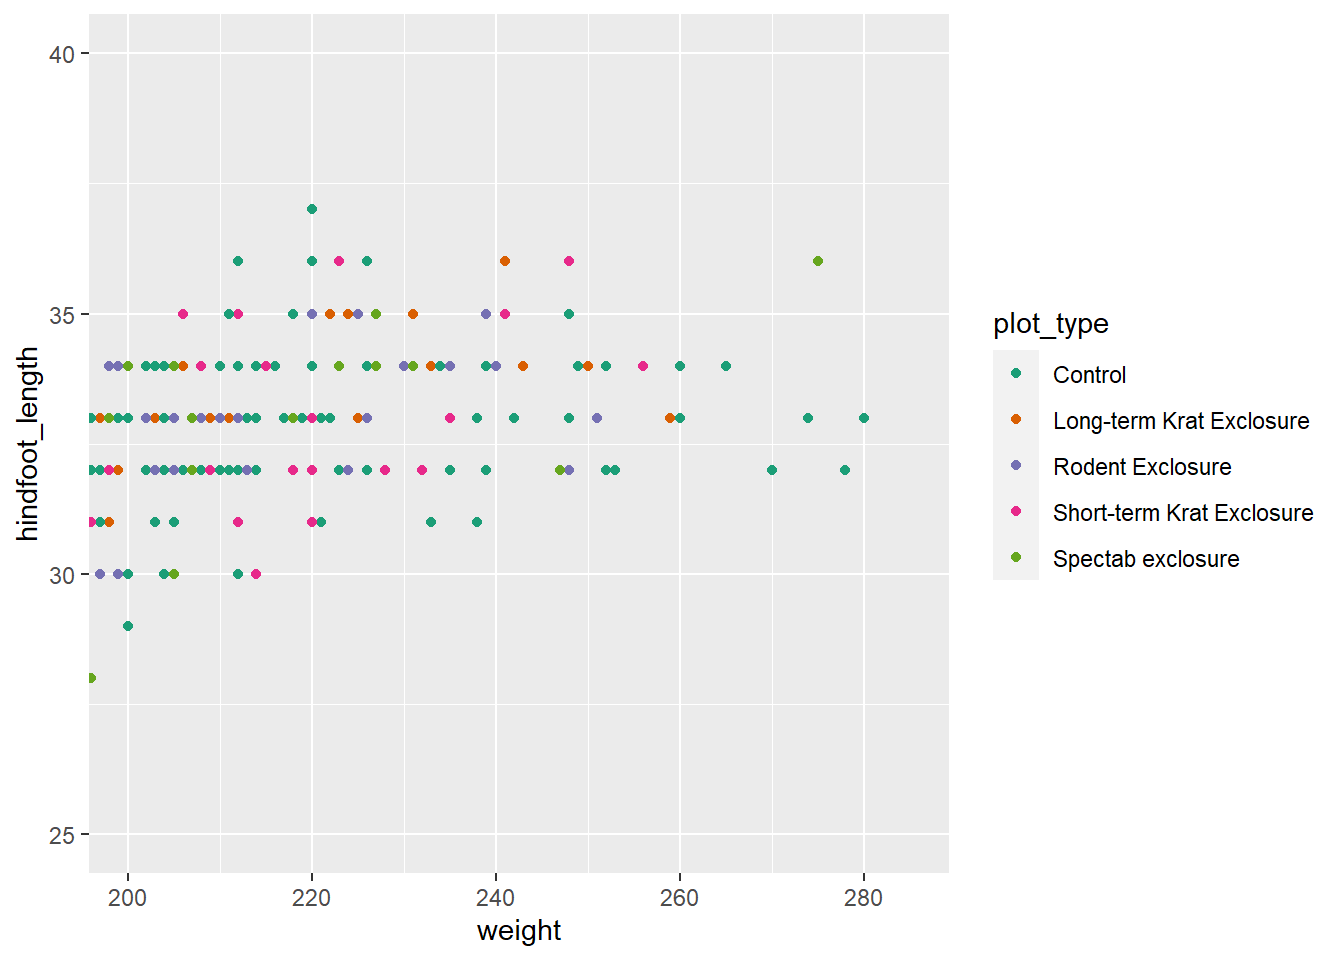 40
35
30
25
hindfoot_length
200 220 240 260 280
weight
plot_type
Control
Long-term Krat Exclosure
Rodent Exclosure
Short-term Krat Exclosure
Spectab exclosure